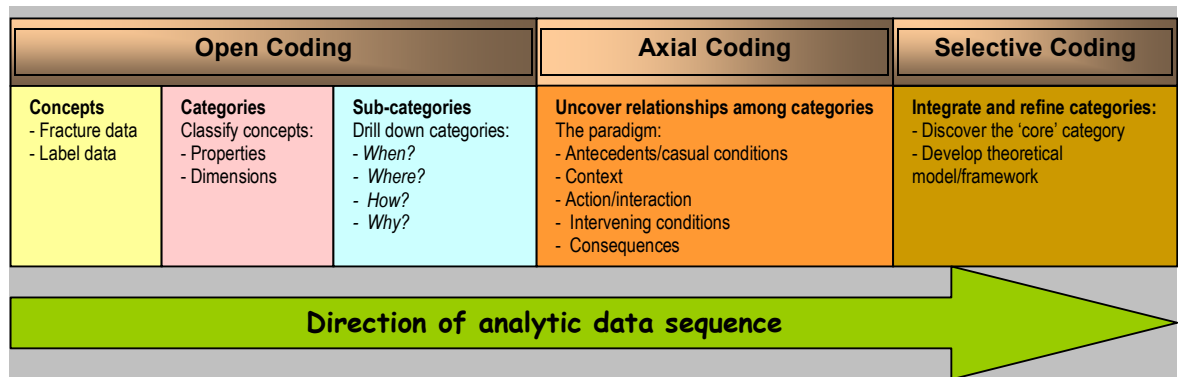 Open Coding
Axial Coding
Selective Coding
Concepts
- Fracture data
- Label data
Categories
Classify concepts:
- Properties
- Dimensions
Sub-categories
Drill down categories:
- When?
- Where?
- How?
- Why?
Uncover relationships among categories
The paradigm:
- Antecedents/casual conditions
- Context
- Action/interaction
- Intervening conditions
- Consequences
Integrate and refine categories:
- Discover the ‘core’ category
- Develop theoretical
model/framework
Direction of analytic data sequence